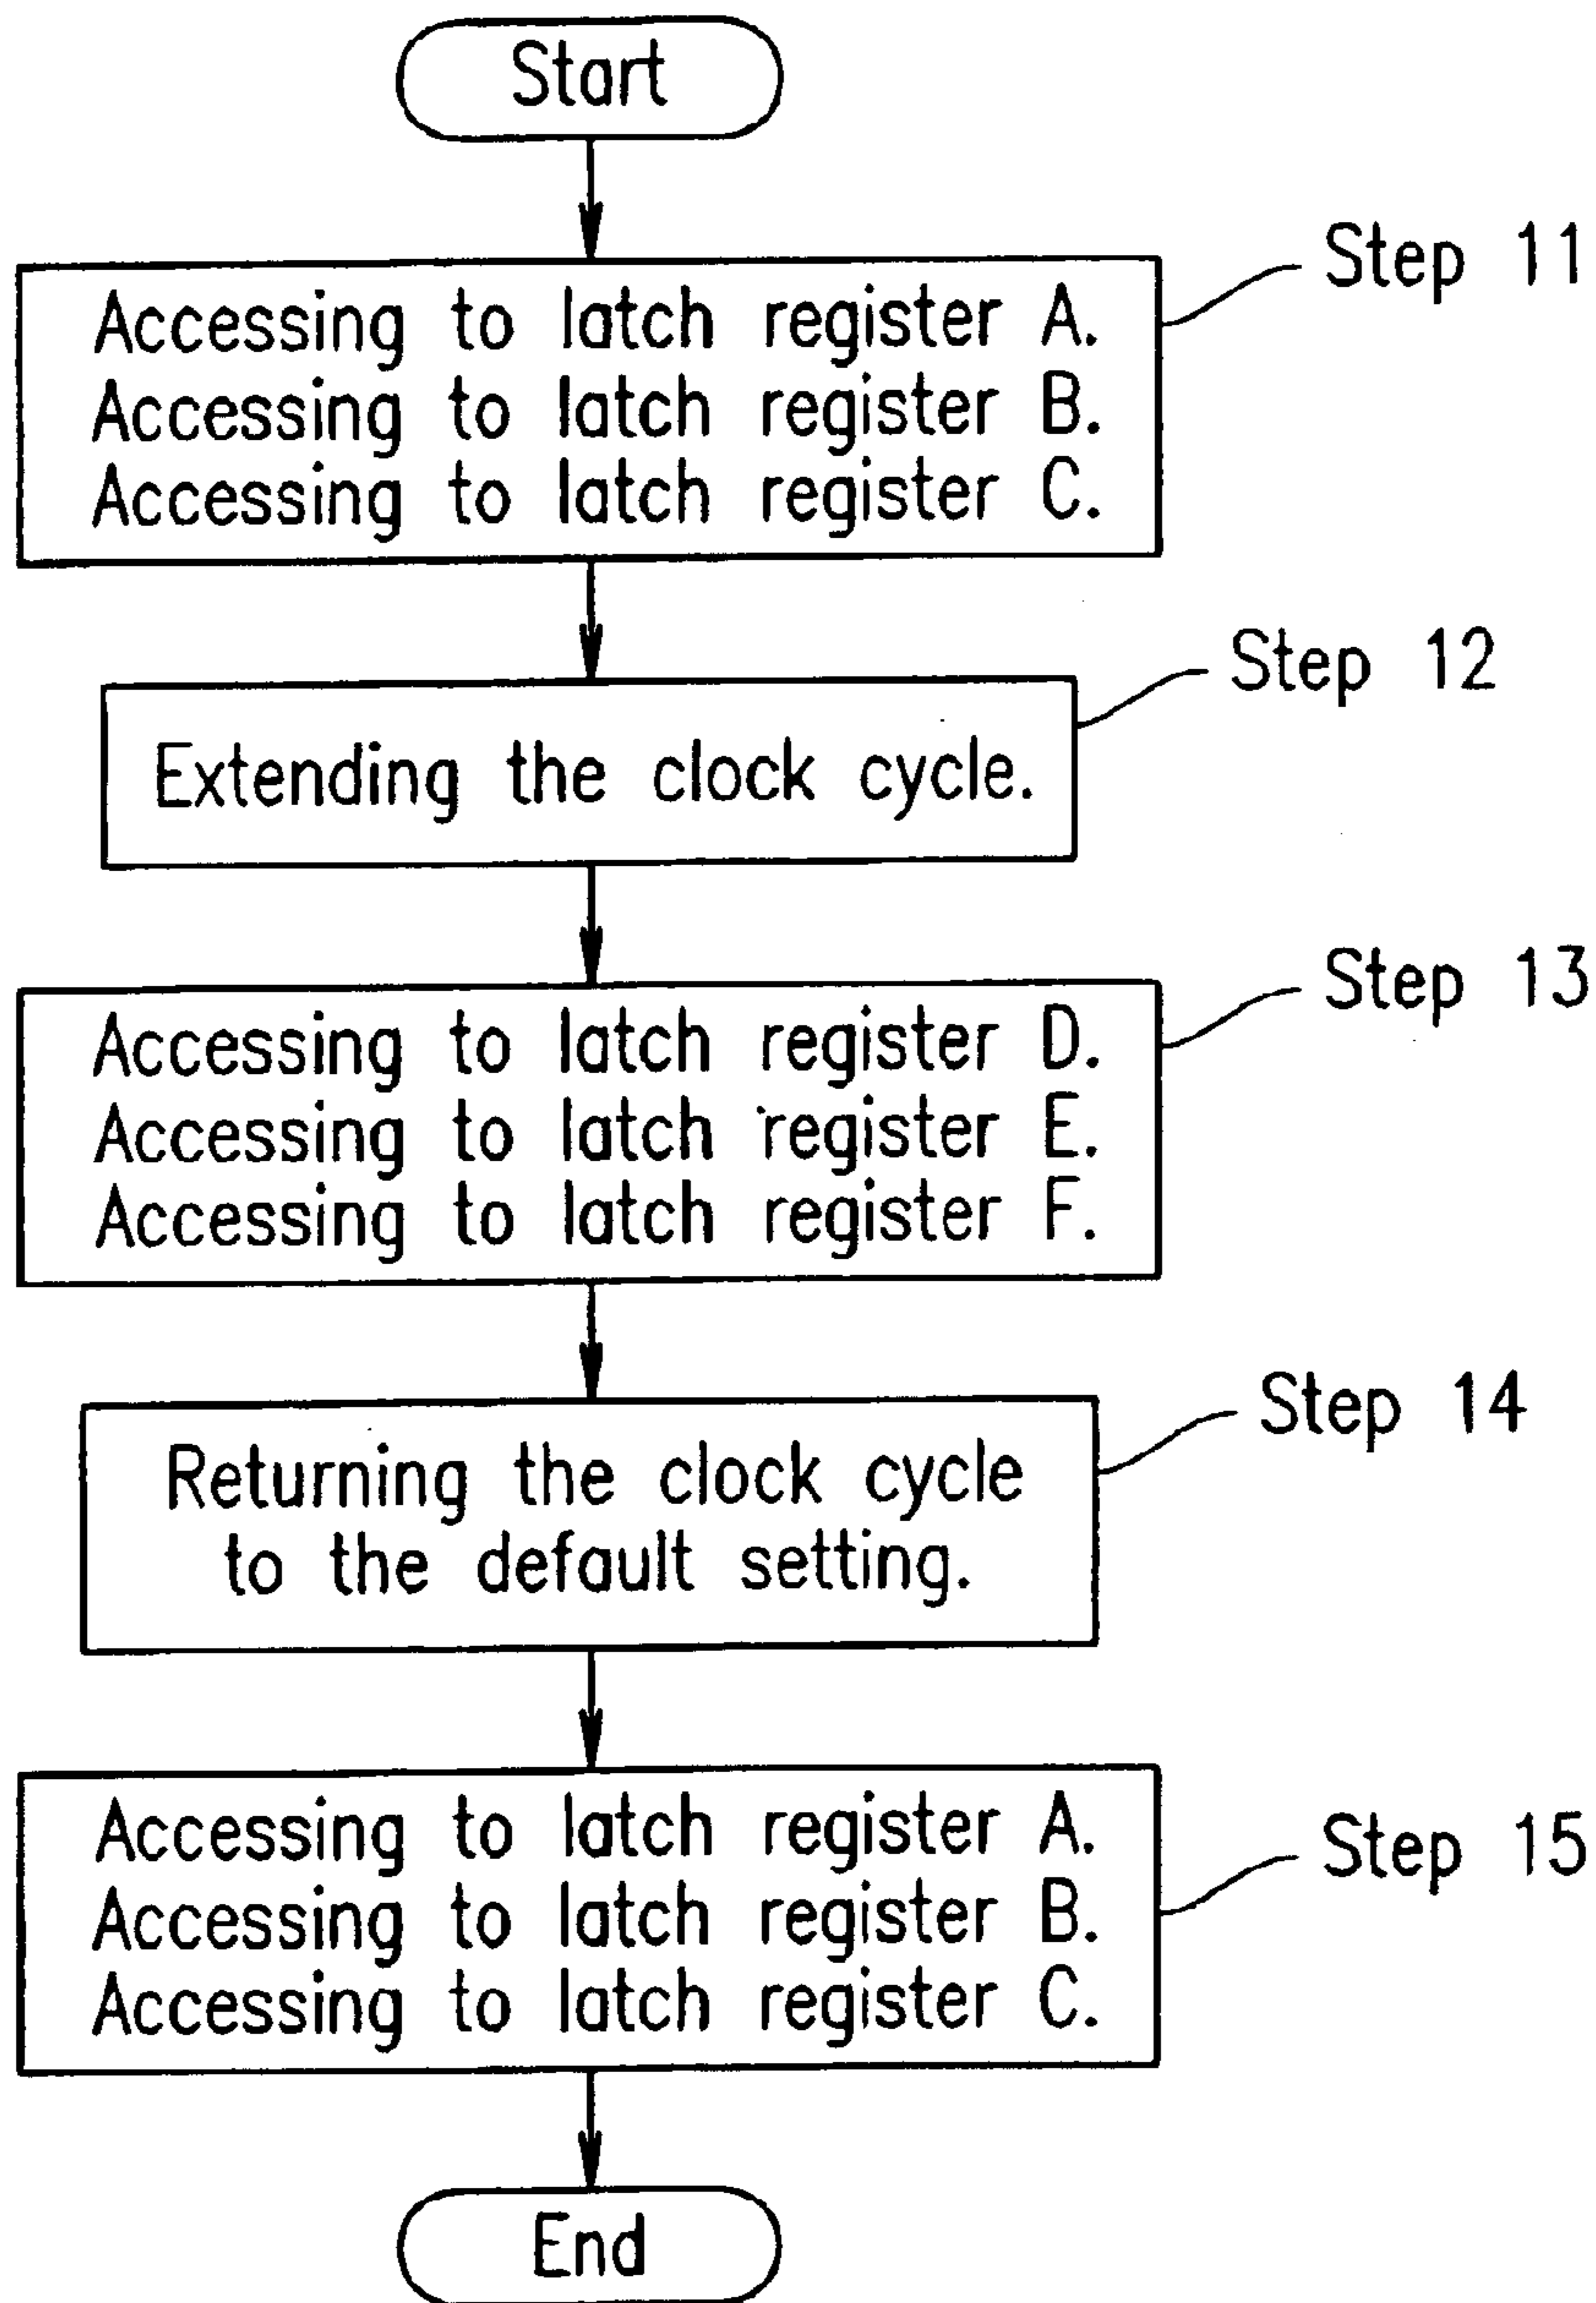 Start
Step 11
Accessing to latch register A.
Accessing to latch register B.
Accessing to latch register C.
Step 12
Extending the clock cycle.
Step 13
Accessing to latch register D.
Accessing to latch register E.
Accessing to latch register F.
Step 14
Returning the clock cycle
to the default setting.
Step 15
Accessing to latch register A.
Accessing to latch register B.
Accessing to latch register C.
End